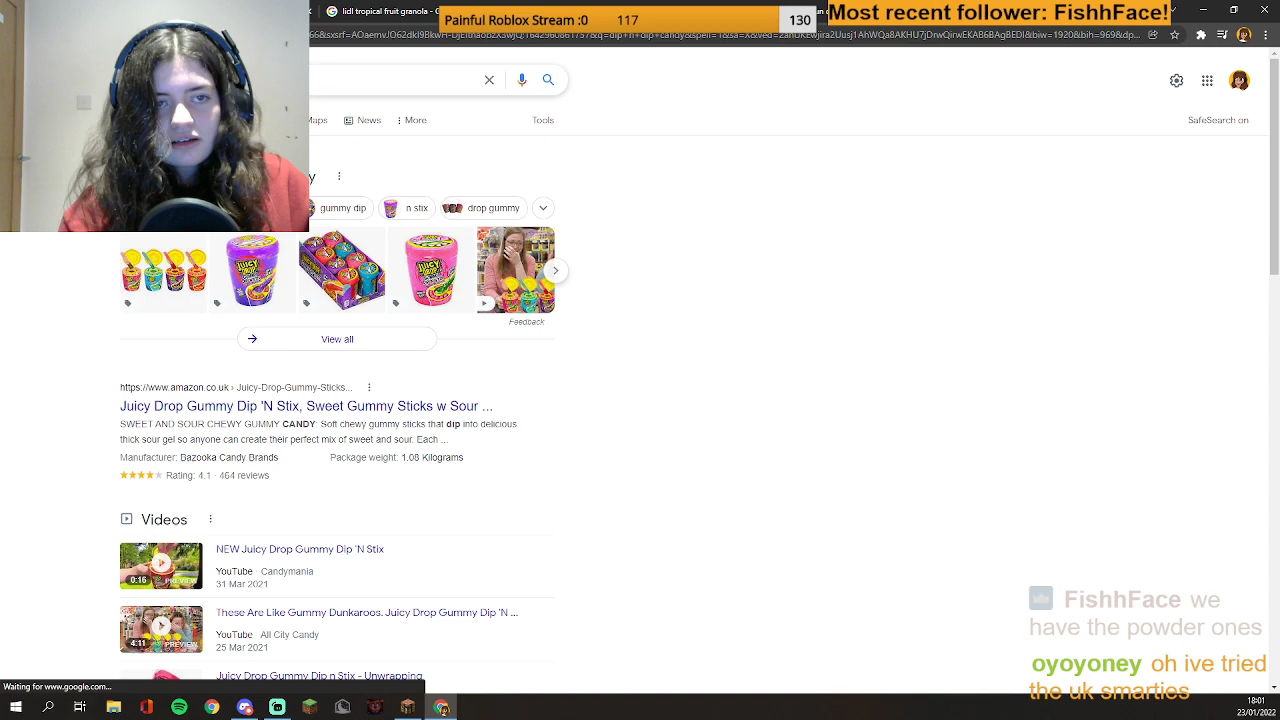 Painful Roblox Stream :0 117 130
Most recent follower: FishhFace!
Maps News More Tools
SafeSearch on
gummy dip n stix drop gummy
Feedback
View all
https://www.amazon.co.uk › Juicy-Drop-Gummy-Sticks...
Juicy Drop Gummy Dip 'N Stix, Sweet Gummy Sticks w Sour ...
SWEET AND SOUR CHEWY GUMMY CANDY: Soft chewy gummy sticks that dip into delicious
thick sour gel so anyone can create their perfect mix of sweet and sour. Each ...
Manufacturer: Bazooka Candy Brands Package weight: 1.08 Kilograms
Rating: 4.1 · 464 reviews
Videos
NEW Juicy Drop Gummy Dip 'N Stix
YouTube · Candymania
31 Mar 2021
0:16 PREVIEW
These Are Like Gummy Dunkaroos. Juicy Drop Gummy Dip 'N ...
YouTube · All City Candy
25 Mar 2021
4:11 PREVIEW
Juicy Drop Gummy Dip n Stix - Unwrapping
FishhFace we
have the powder ones
oyoyoney oh ive tried
the uk smarties
Waiting for www.google.com...
18:01
23/01/2022